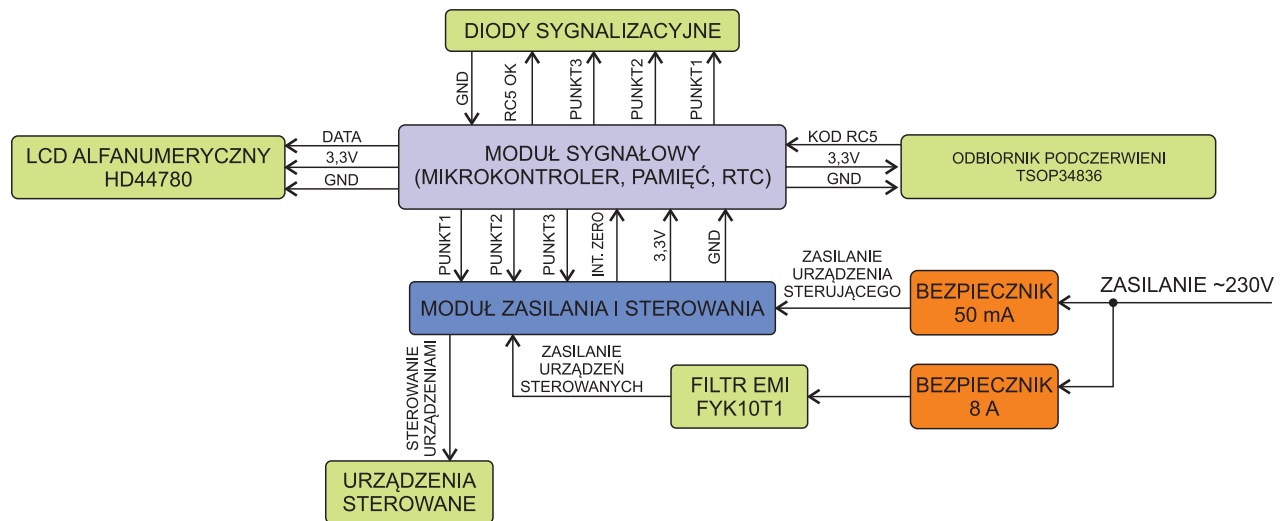 DIODY SYGNALIZACYJNE
GND
RC5 OK
PUNKT3
PUNKT2
PUNKT1
LCD ALFANUMERYCZNY
HD44780
DATA
3,3V
GND
MODUŁ SYGNAŁOWY
(MIKROKONTROLER, PAMIĘĆ, RTC)
KOD RC5
3,3V
GND
ODBIORNIK PODCZERWIENI
TSOP34836
PUNKT1
PUNKT2
PUNKT3
INT. ZERO
3,3V
GND
MODUŁ ZASILANIA I STEROWANIA
ZASILANIE
URZĄDZENIA
STERUJĄCEGO
BEZPIECZNIK
50 mA
ZASILANIE ~230V
STEROWANIE
URZĄDZENIAMI
ZASILANIE
URZĄDZEŃ
STEROWANYCH
FILTR EMI
FYK10T1
BEZPIECZNIK
8 A
URZĄDZENIA
STEROWANE